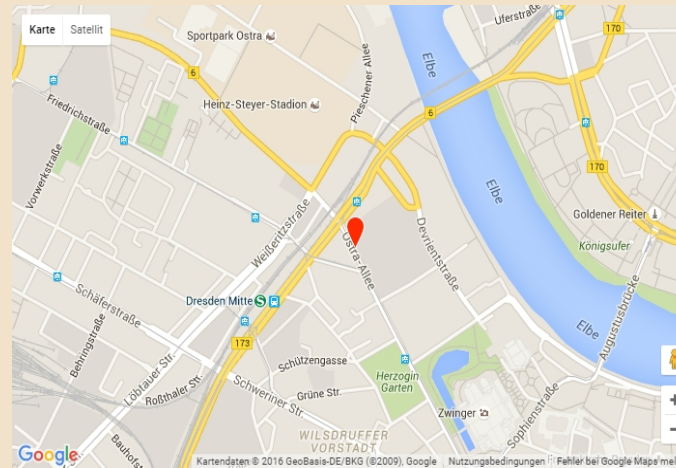 Karte Satellit
Sportpark Ostra
Uferstraße
170
Elbe
Pieschener Allee
6
Heinz-Steyer-Stadion
6
Friedrichstraße
Vorwerkstraße
170
Elbe
Goldener Reiter
Weißeritzstraße
Ostra-Allee
Devrientstraße
Königsufer
Schäferstraße
Dresden Mitte S
Elbe
Augustusbrücke
Behringstraße
173
Löbtauer Str.
Schützengasse
Roßthaler Str.
Schweriner Str.
Grüne Str.
Herzogin
Garten
Zwinger
Sophienstraße
WILSDRUFFER
VORSTADT
Bauhofst
Google
Kartendaten © 2016 GeoBasis-DE/BKG (©2009), Google
Nutzungsbedingungen
Fehler bei Google Maps mel